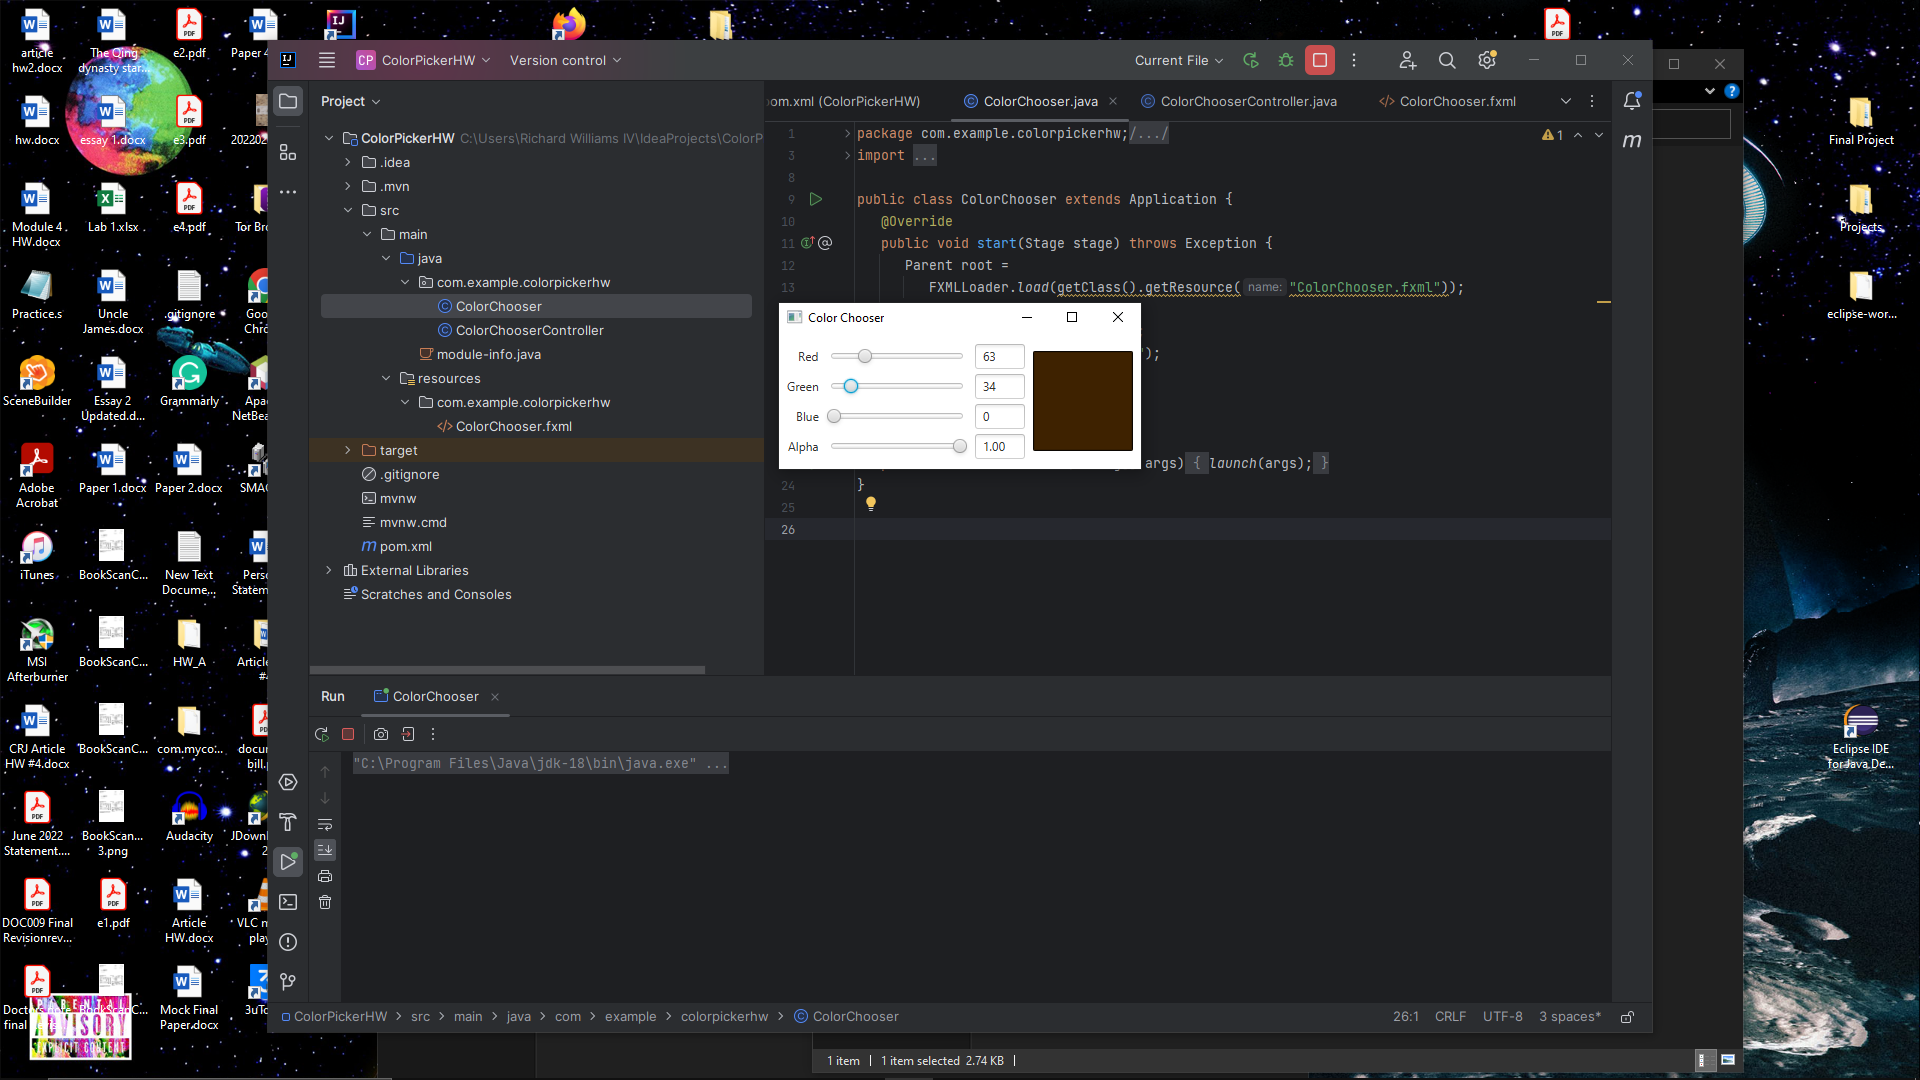 article
hw2.docx
The Qing
dynasty star...
e2.pdf
Paper 4
hw.docx
essay 1.docx
e3.pdf
202202
Module 4
HW.docx
Lab 1.xlsx
e4.pdf
Tor Bro
Practice.s
Uncle
James.docx
.gitignore
Goo
Chro
SceneBuilder
Essay 2
Updated.d...
Grammarly
Apac
NetBea
Adobe
Acrobat
Paper 1.docx
Paper 2.docx
SMAC
iTunes
BookScanC...
New Text
Docume...
Perso
Statem
MSI
Afterburner
BookScanC...
HW_A
Article
#4
CRJ Article
HW #4.docx
BookScanC...
com.myco...
docu
bill.p
June 2022
Statement....
BookScan...
3.png
Audacity
JDownl
2
DOC009 Final
Revisionrev...
e1.pdf
Article
HW.docx
VLC m
play
BookScanC...
Mock Final
Paper.docx
3uTo
PARENTAL
ADVISORY
EXPLICIT CONTENT
CP ColorPickerHW
Version control
Current File
Project
pom.xml (ColorPickerHW)
ColorChooser.java
ColorChooserController.java
ColorChooser.fxml
ColorPickerHW C:\Users\Richard Williams IV\IdeaProjects\ColorP
.idea
.mvn
src
main
java
com.example.colorpickerhw
ColorChooser
ColorChooserController
module-info.java
resources
com.example.colorpickerhw
ColorChooser.fxml
target
.gitignore
mvnw
mvnw.cmd
pom.xml
External Libraries
Scratches and Consoles
1 package com.example.colorpickerhw;/.../
3 import ...
8
9 public class ColorChooser extends Application {
10 @Override
11 public void start(Stage stage) throws Exception {
12 Parent root =
13 FXMLLoader.load(getClass().getResource( name: "ColorChooser.fxml"));
");
args) { launch(args); }
24 }
25
26
1
Color Chooser
Red 63
Green 34
Blue 0
Alpha 1.00
Run
ColorChooser
"C:\Program Files\Java\jdk-18\bin\java.exe" ...
ColorPickerHW > src > main > java > com > example > colorpickerhw > ColorChooser
26:1 CRLF UTF-8 3 spaces*
1 item
1 item selected 2.74 KB
Final Project
Projects
eclipse-wor...
Eclipse IDE
for Java De...